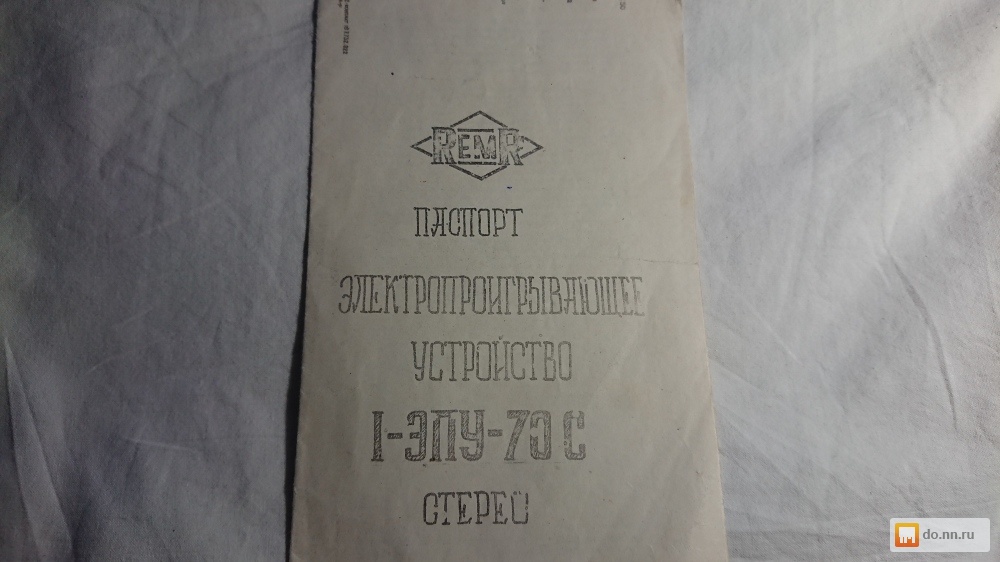 REMR
ПАСПОРТ
ЭЛЕКТРОПРОИГРЫВАЮЩЕЕ
УСТРОЙСТВО
I-ЭПУ-70 С
СТЕРЕО
do.nn.ru